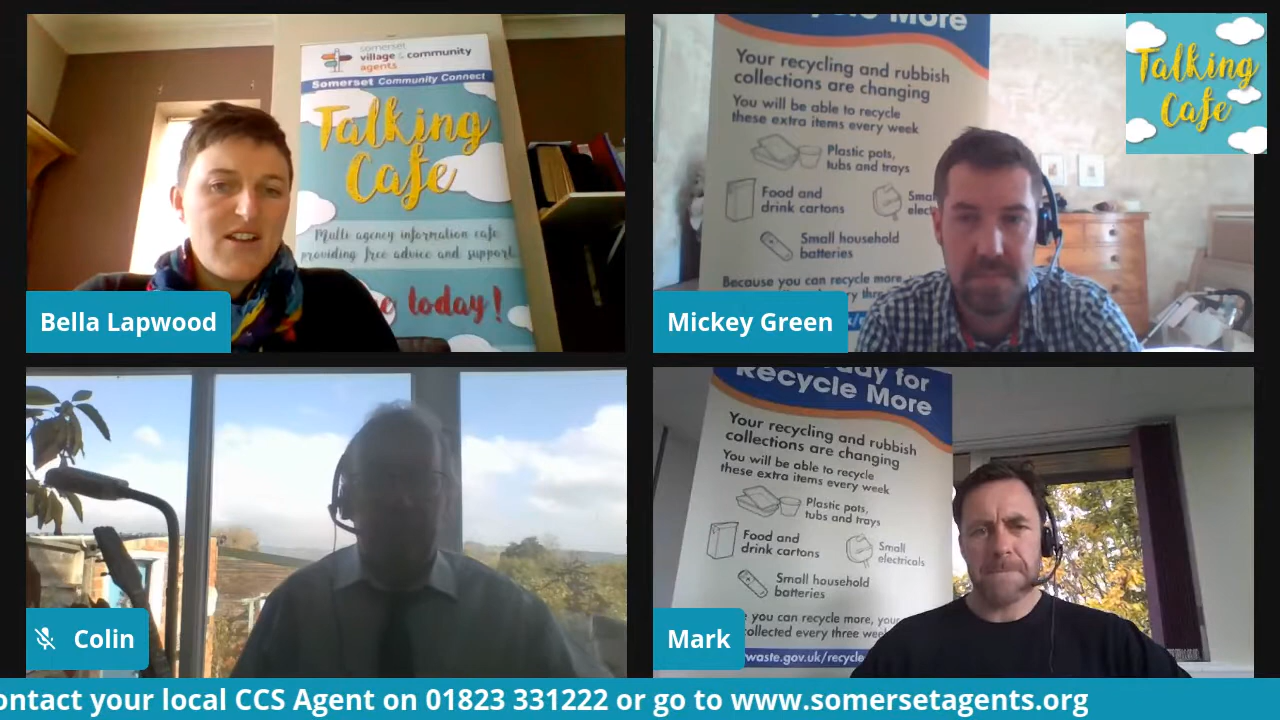 somerset
village & community
agents
Somerset Community Connect
Talking
Cafe
Multi agency information cafe
providing free advice and support
today!
Bella Lapwood
More
Your recycling and rubbish
collections are changing
You will be able to recycle
these extra items every week
Plastic pots,
tubs and trays
Food and
drink cartons
Small household
batteries
Because you can recycle more,
Mickey Green
Talking
Cafe
Colin
for
Recycle More
Your recycling and rubbish
collections are changing
You will be able to recycle
these extra items every week
Plastic pots,
tubs and trays
Food and
drink cartons
Small
electricals
Small household
batteries
you can recycle more, your
collected every three
waste.gov.uk/recycle
Mark
ontact your local CCS Agent on 01823 331222 or go to www.somersetagents.org